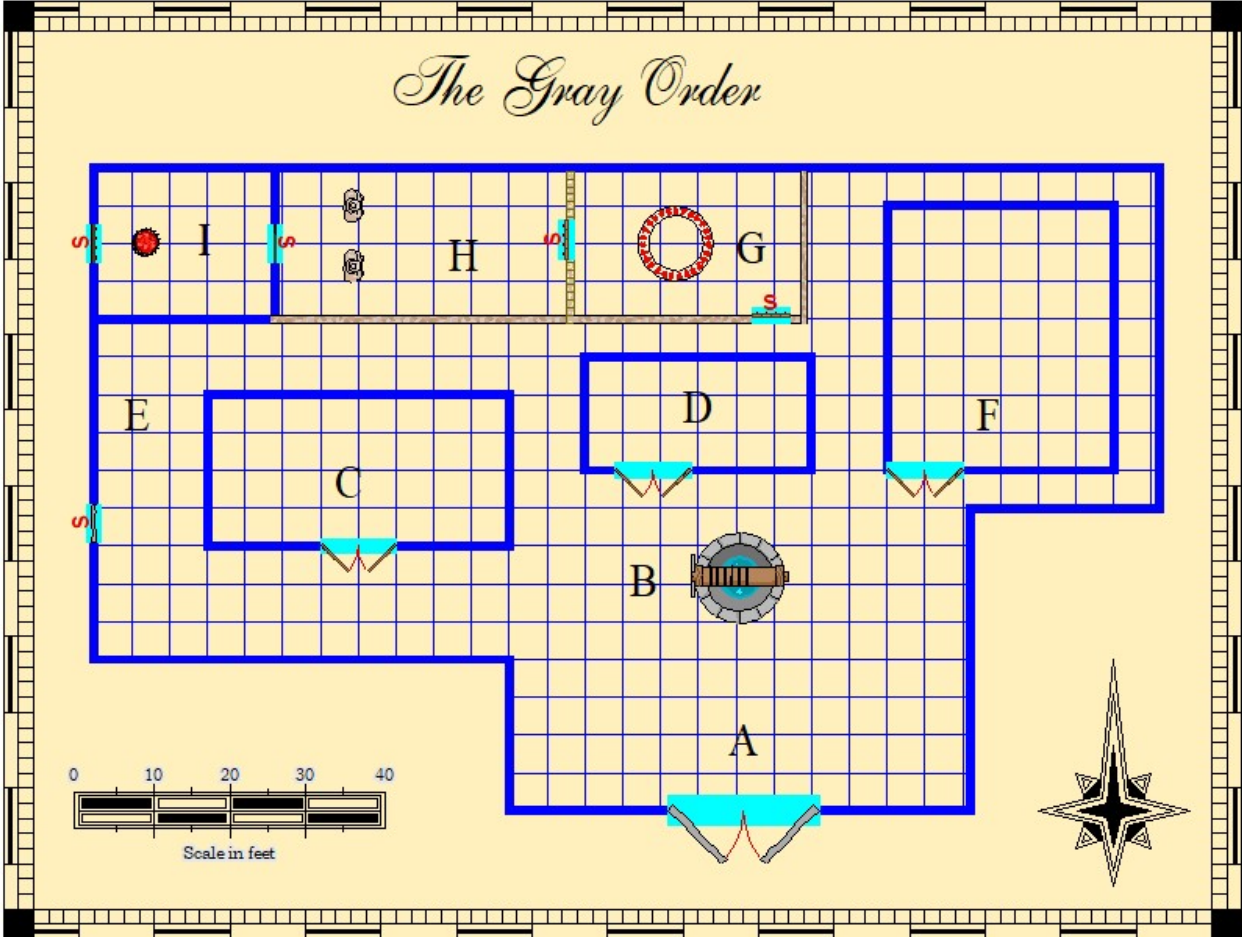 The Gray Order
S I S H S G
S
E D F
C
S
B
A
0 10 20 30 40
Scale in feet